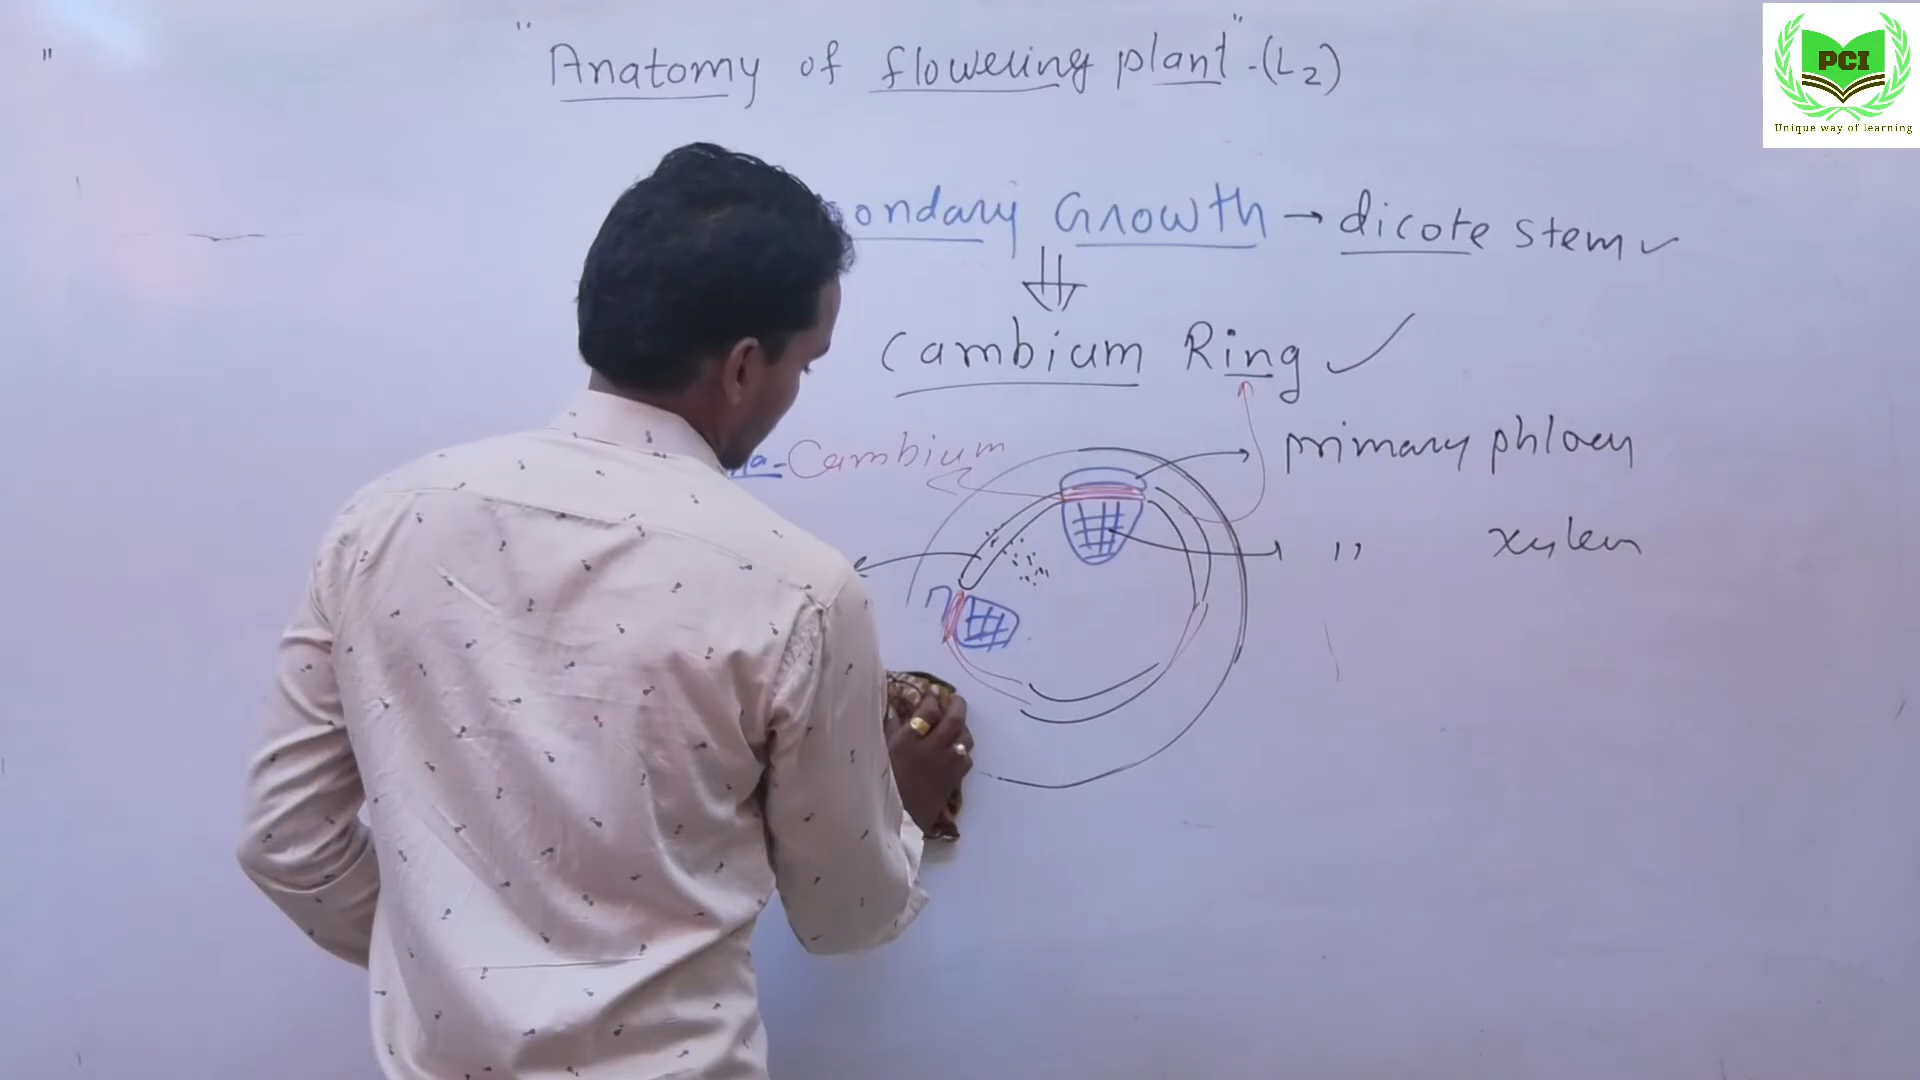 "
"Anatomy of flowering plant" - (L2)
PCI
Unique way of learning
ondary Growth → dicote stem ✓
Cambium Ring ✓
Cambium
primary phloem
" xylem